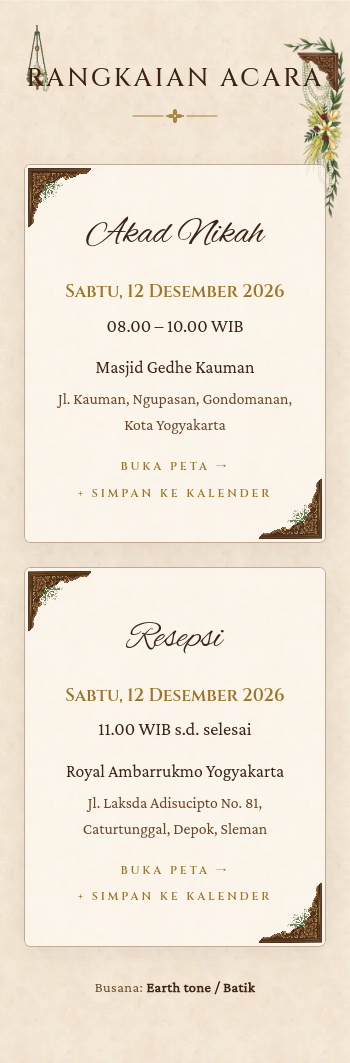 RANGKAIAN ACARA
Akad Nikah
SABTU, 12 DESEMBER 2026
08.00 – 10.00 WIB
Masjid Gedhe Kauman
Jl. Kauman, Ngupasan, Gondomanan,
Kota Yogyakarta
BUKA PETA →
+ SIMPAN KE KALENDER
Resepsi
SABTU, 12 DESEMBER 2026
11.00 WIB s.d. selesai
Royal Ambarrukmo Yogyakarta
Jl. Laksda Adisucipto No. 81,
Caturtunggal, Depok, Sleman
BUKA PETA →
+ SIMPAN KE KALENDER
Busana: Earth tone / Batik